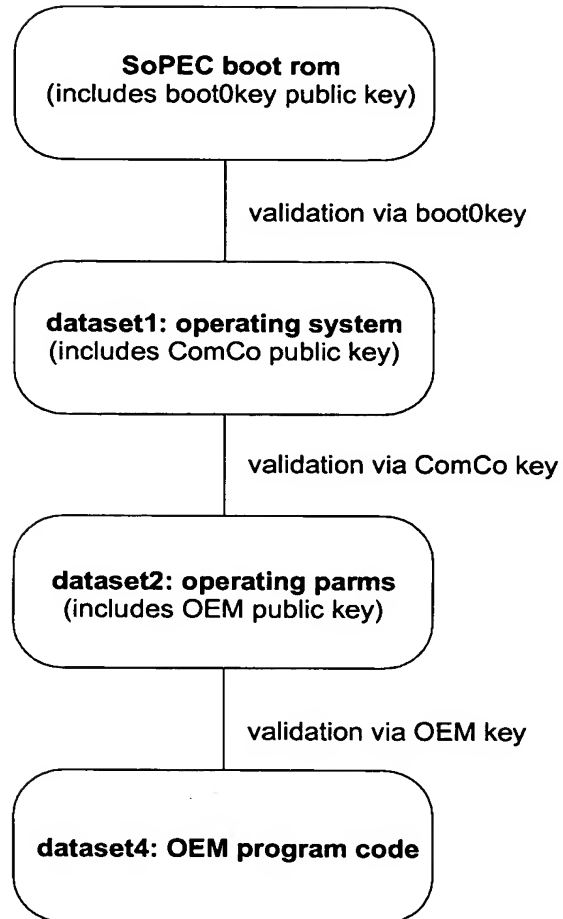 SoPEC boot rom
(includes boot0key public key)
validation via boot0key
dataset1: operating system
(includes ComCo public key)
validation via ComCo key
dataset2: operating parms
(includes OEM public key)
validation via OEM key
dataset4: OEM program code